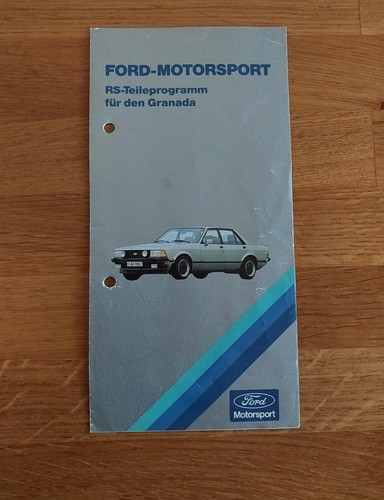 FORD-MOTORSPORT
RS-Teileprogramm
für den Granada
Ford
Motorsport